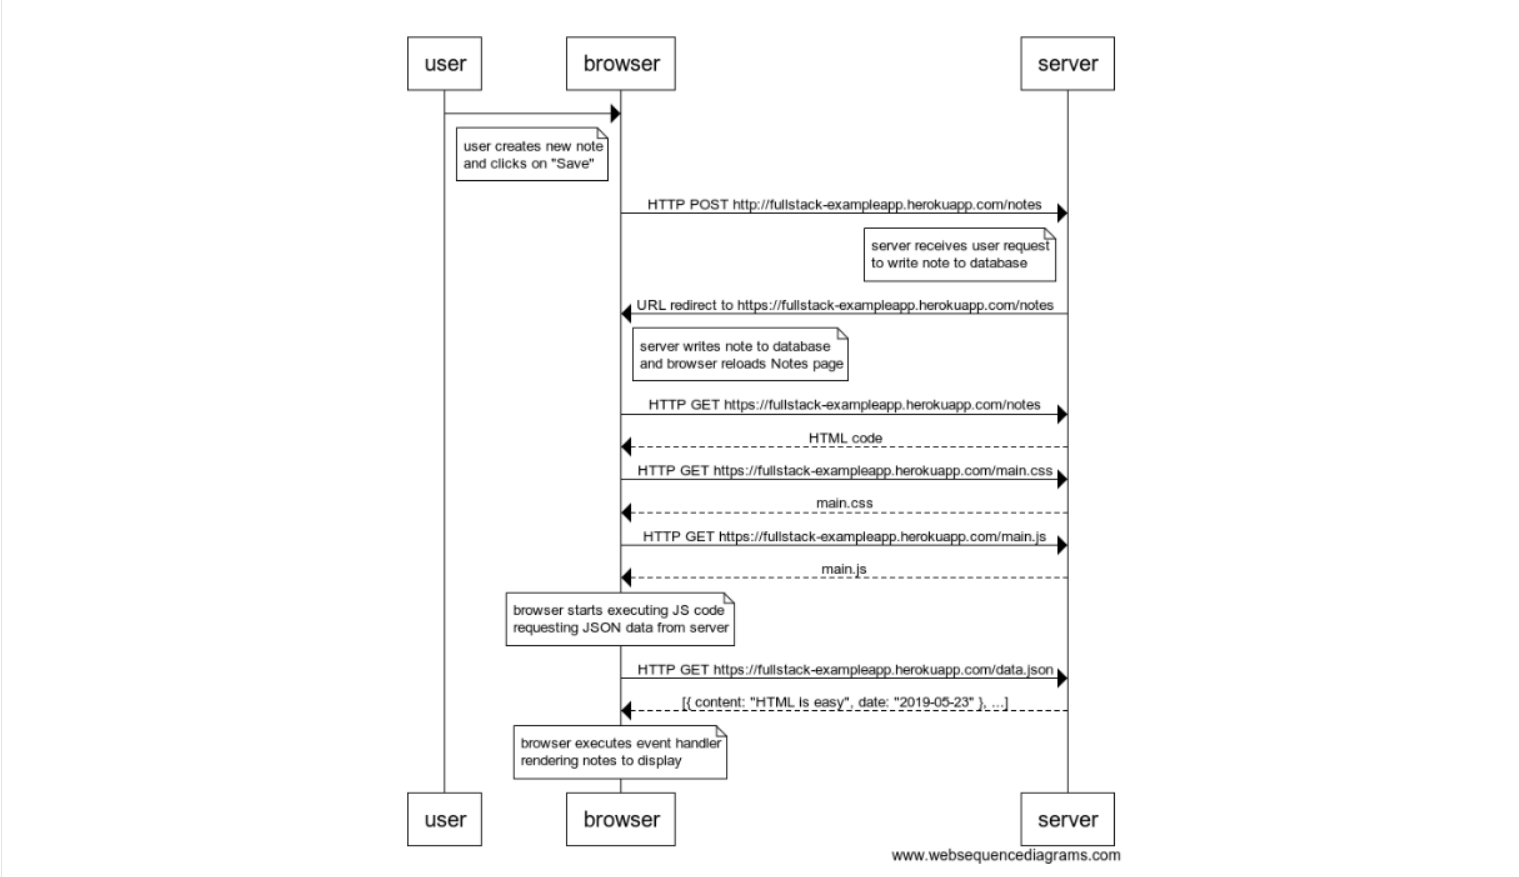 user browser server
user creates new note
and clicks on "Save"
HTTP POST http://fullstack-exampleapp.herokuapp.com/notes
server receives user request
to write note to database
URL redirect to https://fullstack-exampleapp.herokuapp.com/notes
server writes note to database
and browser reloads Notes page
HTTP GET https://fullstack-exampleapp.herokuapp.com/notes
HTML code
HTTP GET https://fullstack-exampleapp.herokuapp.com/main.css
main.css
HTTP GET https://fullstack-exampleapp.herokuapp.com/main.js
main.js
browser starts executing JS code
requesting JSON data from server
HTTP GET https://fullstack-exampleapp.herokuapp.com/data.json
[{ content: "HTML is easy", date: "2019-05-23" }, ...]
browser executes event handler
rendering notes to display
user browser server
www.websequencediagrams.com